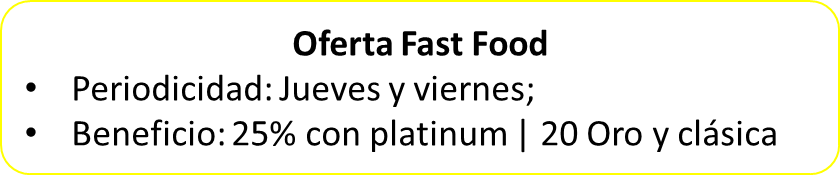 Oferta Fast Food
• Periodicidad: Jueves y viernes;
• Beneficio: 25% con platinum | 20 Oro y clásica